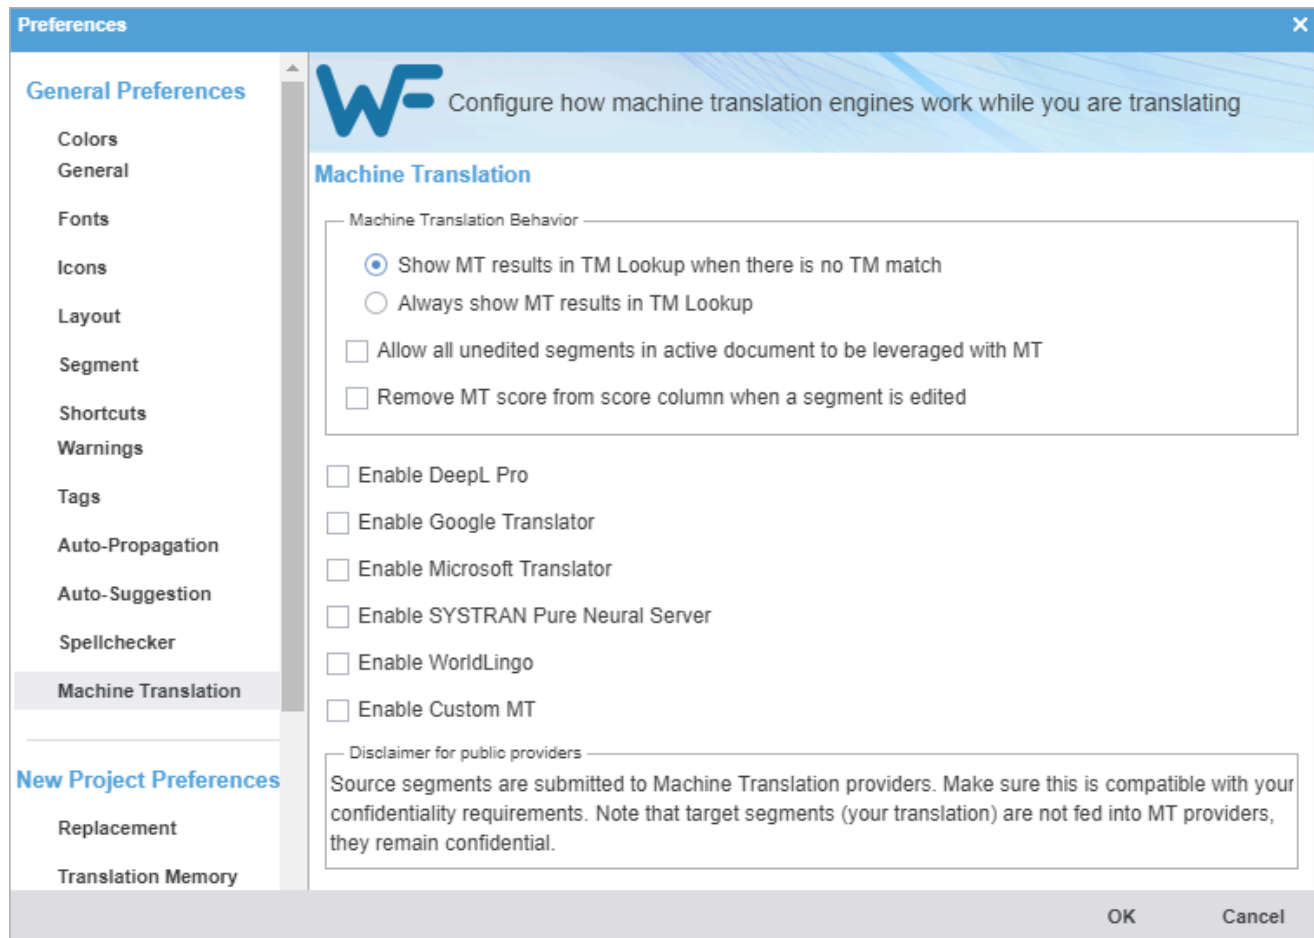 Preferences
General Preferences
Colors
General
Fonts
Icons
Layout
Segment
Shortcuts
Warnings
Tags
Auto-Propagation
Auto-Suggestion
Spellchecker
Machine Translation
New Project Preferences
Replacement
Translation Memory
WF
Configure how machine translation engines work while you are translating
Machine Translation
Machine Translation Behavior
Show MT results in TM Lookup when there is no TM match
Always show MT results in TM Lookup
Allow all unedited segments in active document to be leveraged with MT
Remove MT score from score column when a segment is edited
Enable DeepL Pro
Enable Google Translator
Enable Microsoft Translator
Enable SYSTRAN Pure Neural Server
Enable WorldLingo
Enable Custom MT
Disclaimer for public providers
Source segments are submitted to Machine Translation providers. Make sure this is compatible with your
confidentiality requirements. Note that target segments (your translation) are not fed into MT providers,
they remain confidential.
OK
Cancel